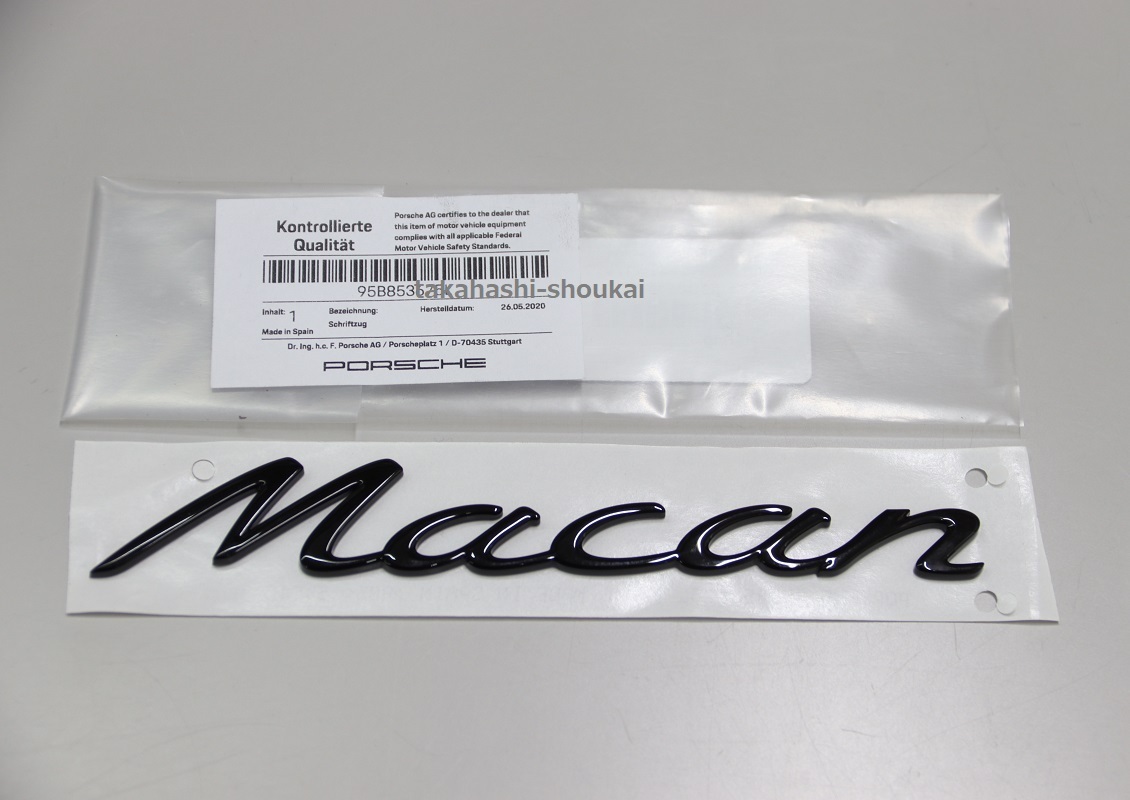 Kontrollierte
Qualität
Porsche AG certifies to the dealer that
this item of motor vehicle equipment
complies with all applicable Federal
Motor Vehicle Safety Standards.
takahashi-shoukai
Inhalt: 1
Bezeichnung:
Schriftzug
Herstelldatum: 26.05.2020
Made in Spain
Dr. Ing. h.c. F. Porsche AG / Porscheplatz 1 / D-70435 Stuttgart
PORSCHE
Macan